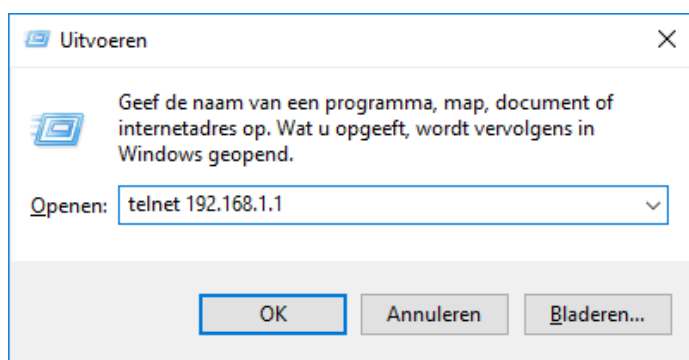 Uitvoeren
Geef de naam van een programma, map, document of
internetadres op. Wat u opgeeft, wordt vervolgens in
Windows geopend.
Openen: telnet 192.168.1.1
OK Annuleren Bladeren...